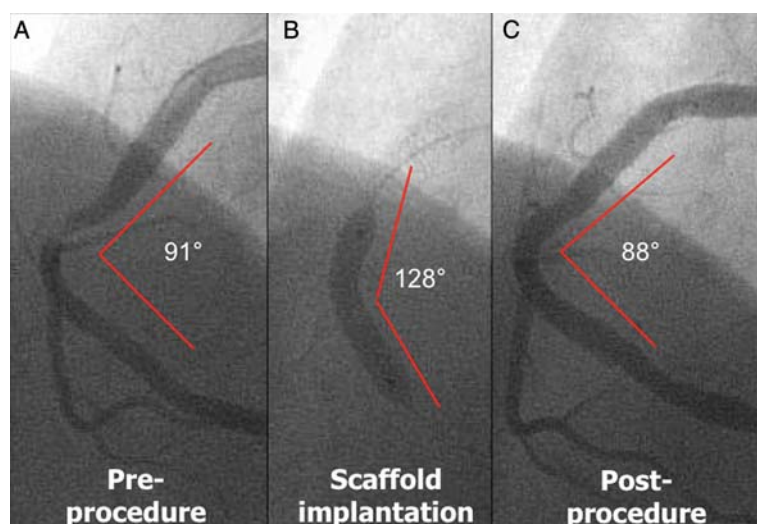 A
B
C
91°
128°
88°
Pre-
procedure
Scaffold
implantation
Post-
procedure